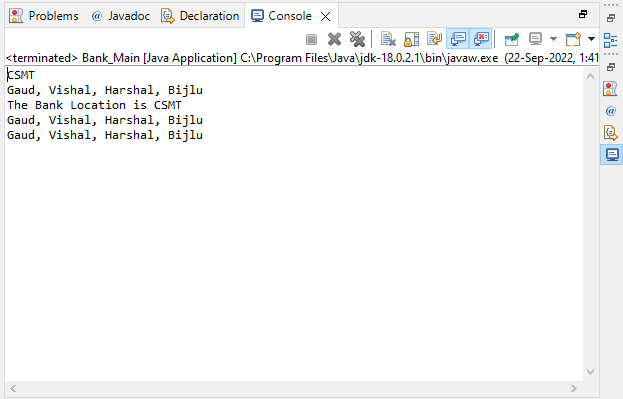 Problems @ Javadoc Declaration Console
<terminated> Bank_Main [Java Application] C:\Program Files\Java\jdk-18.0.2.1\bin\javaw.exe (22-Sep-2022, 1:41
CSMT
Gaud, Vishal, Harshal, Bijlu
The Bank Location is CSMT
Gaud, Vishal, Harshal, Bijlu
Gaud, Vishal, Harshal, Bijlu